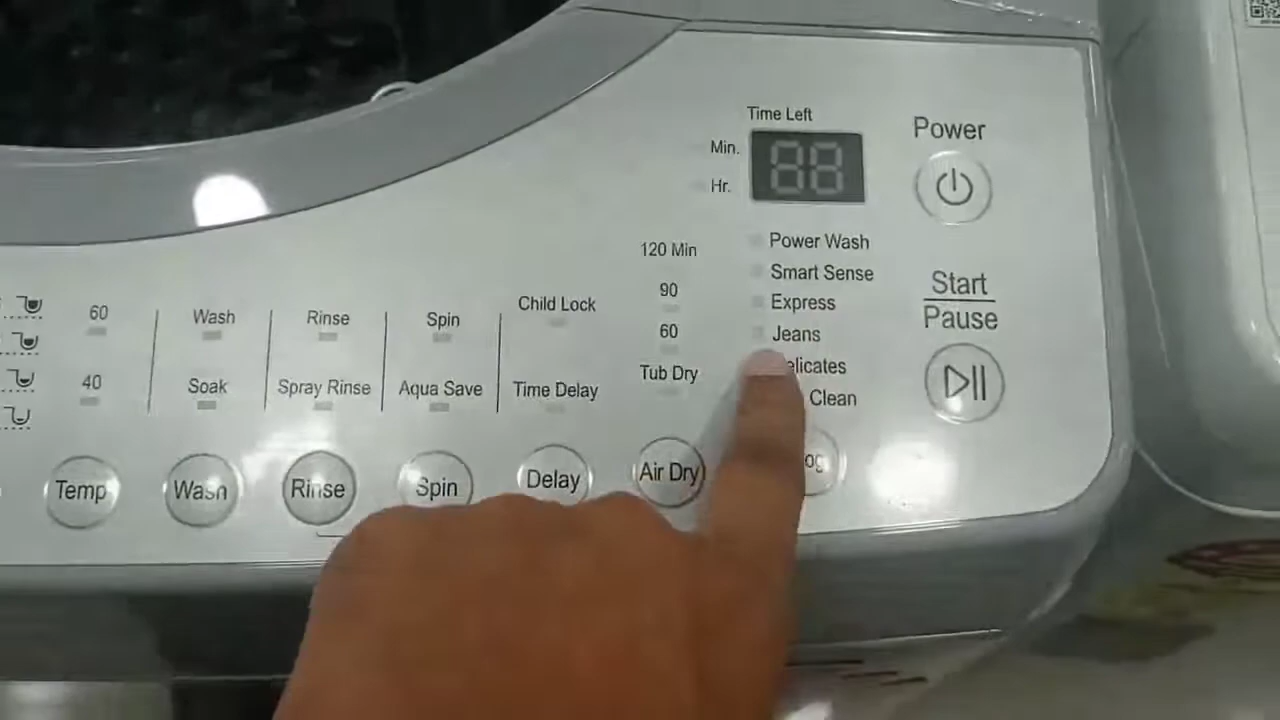 Time Left
Min.
88
Hr.
Power
Power Wash
Smart Sense
Express
Jeans
elicates
Clean
Start
Pause
120 Min
90
60
Tub Dry
Child Lock
Time Delay
Spin
Aqua Save
Rinse
Spray Rinse
Wash
Soak
60
40
Temp
Wash
Rinse
Spin
Delay
Air Dry
og